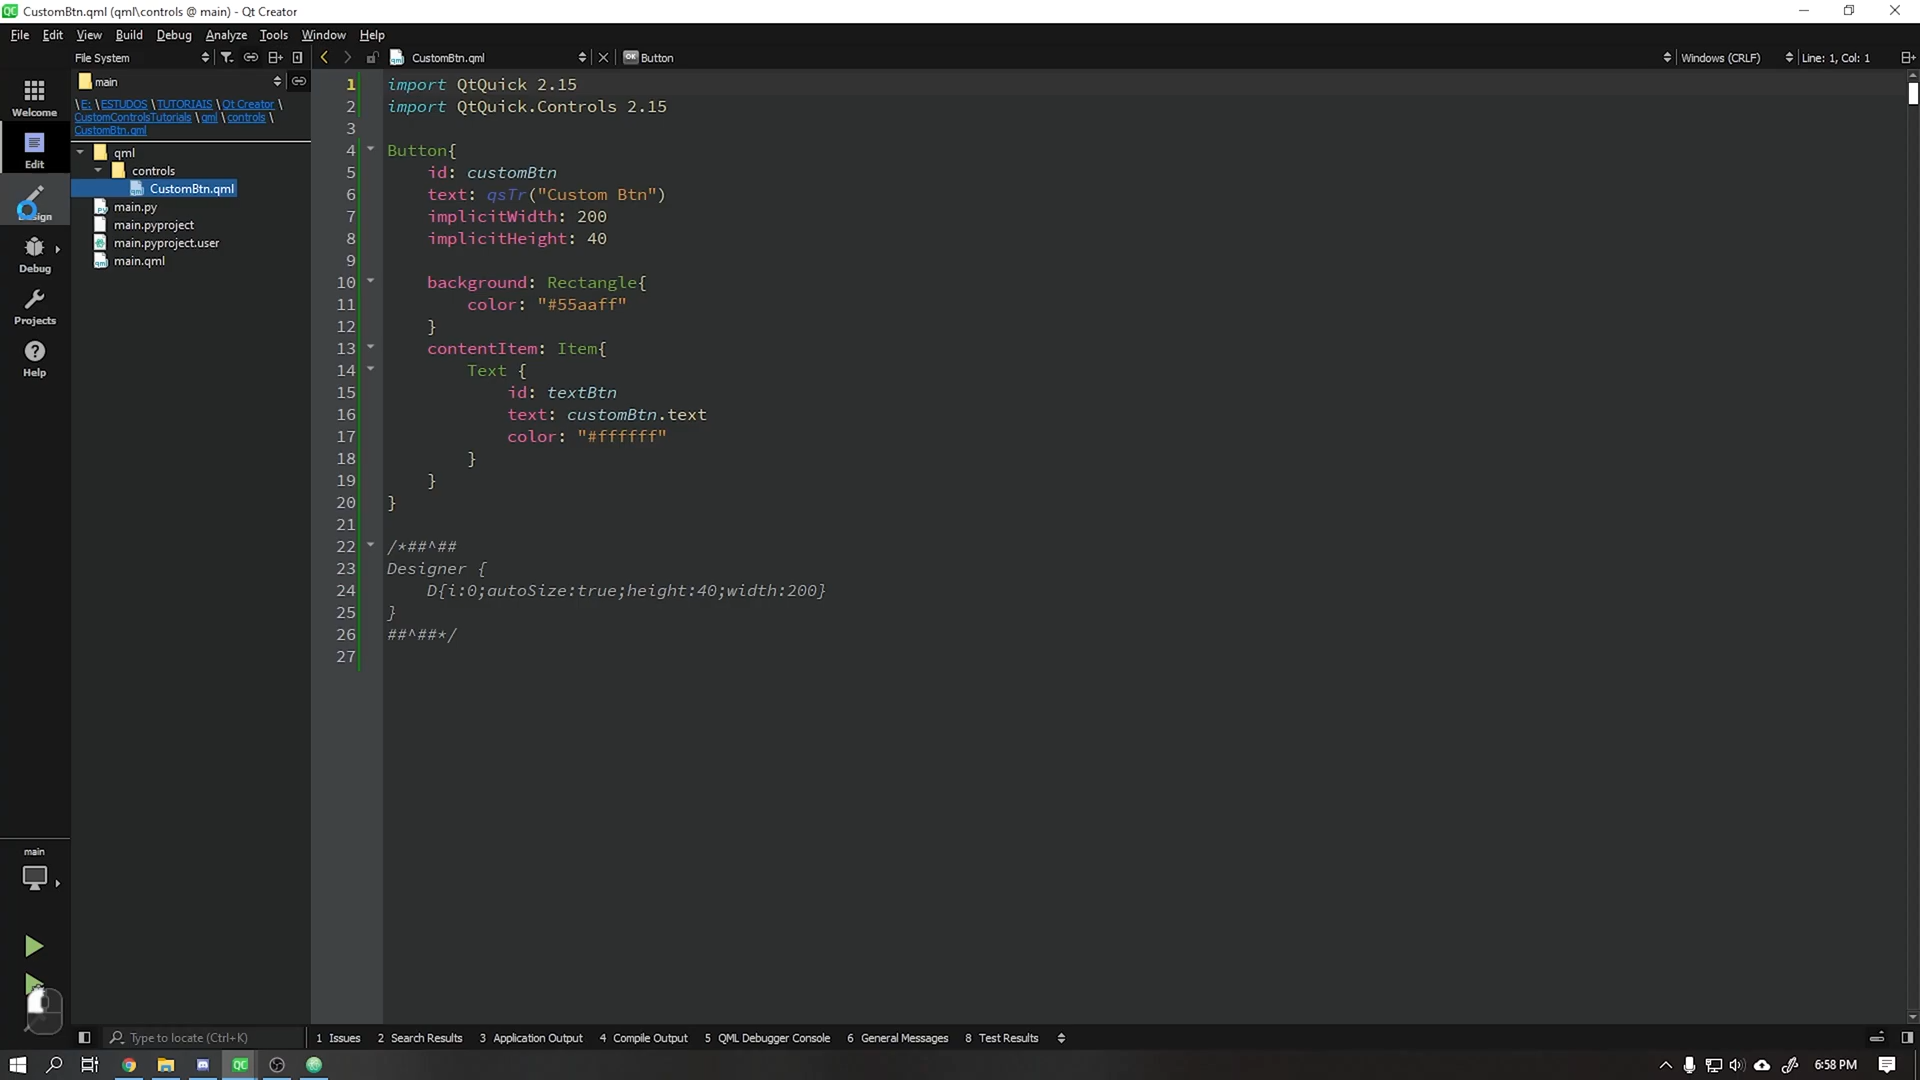 CustomBtn.qml (qml\controls @ main) - Qt Creator
File Edit View Build Debug Analyze Tools Window Help
File System
CustomBtn.qml
Button
Windows (CRLF)
Line: 1, Col: 1
main
\E: \ESTUDOS \TUTORIAIS \Qt Creator \
CustomControlsTutorials \qml \controls \
CustomBtn.qml
qml
controls
CustomBtn.qml
main.py
main.pyproject
main.pyproject.user
main.qml
Welcome
Edit
Design
Debug
Projects
Help
main
1 import QtQuick 2.15
2 import QtQuick.Controls 2.15
3
4 Button{
5 id: customBtn
6 text: qsTr("Custom Btn")
7 implicitWidth: 200
8 implicitHeight: 40
9
10 background: Rectangle{
11 color: "#55aaff"
12 }
13 contentItem: Item{
14 Text {
15 id: textBtn
16 text: customBtn.text
17 color: "#ffffff"
18 }
19 }
20 }
21
22 /*##^##
23 Designer {
24 D{i:0;autoSize:true;height:40;width:200}
25 }
26 ##^##*/
27
Type to locate (Ctrl+K)
1 Issues 2 Search Results 3 Application Output 4 Compile Output 5 QML Debugger Console 6 General Messages 8 Test Results
6:58 PM